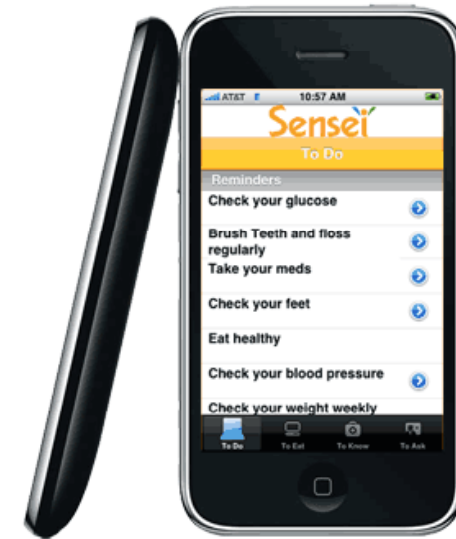 AT&T E 10:57 AM
Sensei
To Do
Reminders
Check your glucose
Brush Teeth and floss
regularly
Take your meds
Check your feet
Eat healthy
Check your blood pressure
Check your weight weekly
To Do To Eat To Know To Ask